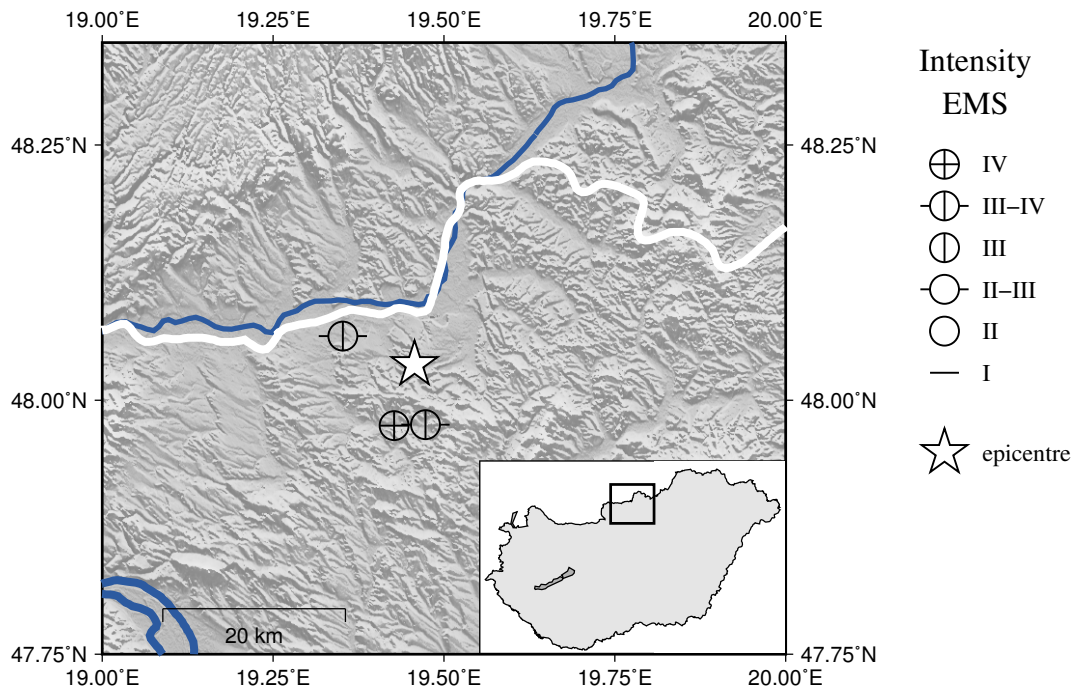 19.00˚E 19.25˚E 19.50˚E 19.75˚E 20.00˚E
Intensity
EMS
48.25˚N 48.25˚N
IV
III–IV
III
II–III
II
I
48.00˚N 48.00˚N
epicentre
20 km
47.75˚N 47.75˚N
19.00˚E 19.25˚E 19.50˚E 19.75˚E 20.00˚E